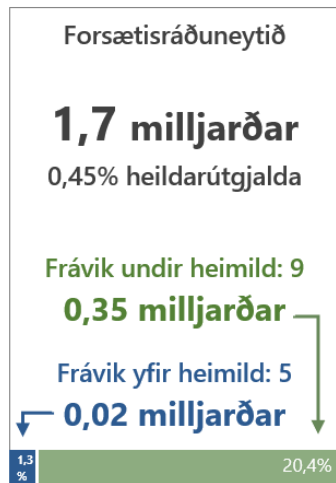 Forsætisráðuneytið
1,7 milljarðar
0,45% heildarútgjalda
Frávik undir heimild: 9
0,35 milljarðar
Frávik yfir heimild: 5
0,02 milljarðar
1,3
%
20,4%